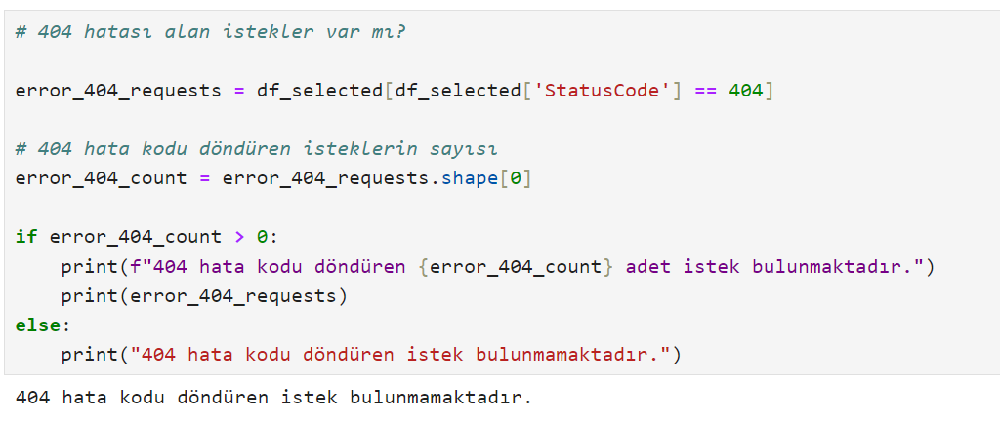 # 404 hatası alan istekler var mı?
error_404_requests = df_selected[df_selected['StatusCode'] == 404]
# 404 hata kodu döndüren isteklerin sayısı
error_404_count = error_404_requests.shape[0]
if error_404_count > 0:
    print(f"404 hata kodu döndüren {error_404_count} adet istek bulunmaktadır.")
    print(error_404_requests)
else:
    print("404 hata kodu döndüren istek bulunmamaktadır.")
404 hata kodu döndüren istek bulunmamaktadır.